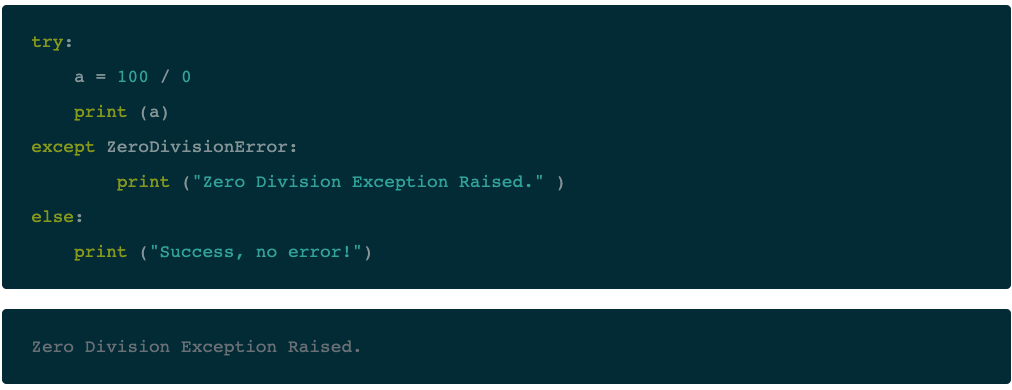 try:
    a = 100 / 0
    print (a)
except ZeroDivisionError:
        print ("Zero Division Exception Raised." )
else:
    print ("Success, no error!")
Zero Division Exception Raised.